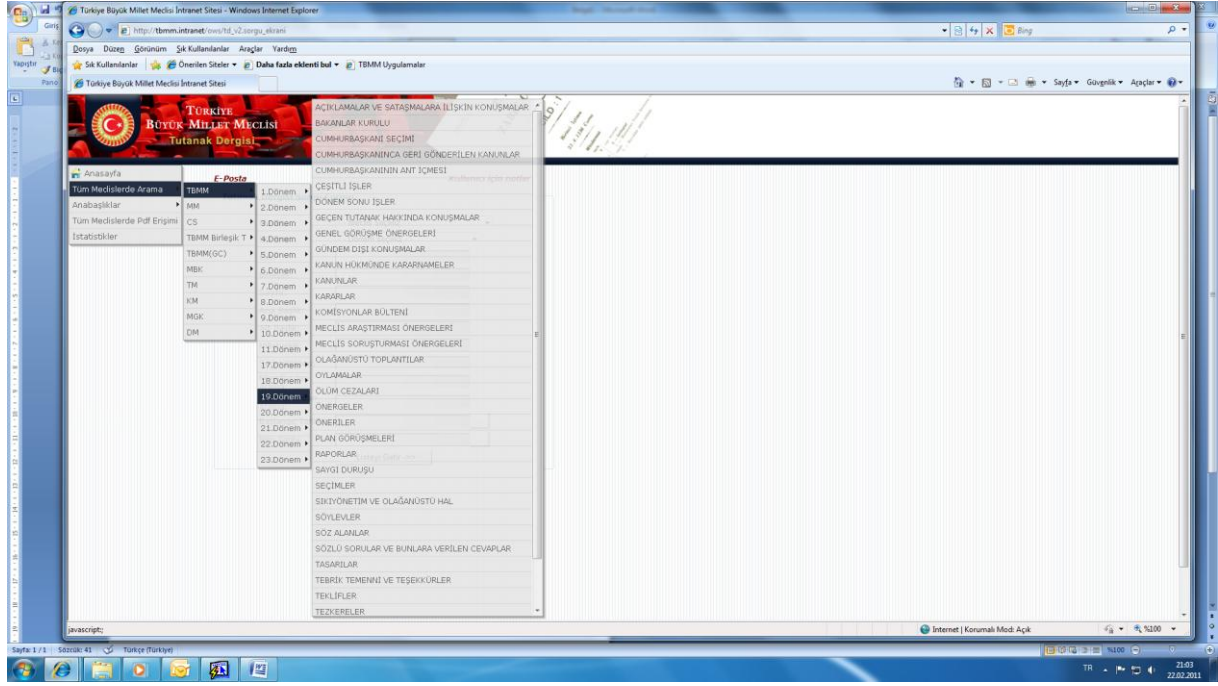 Türkiye Büyük Millet Meclisi İntranet Sitesi - Windows Internet Explorer
http://tbmm.intranet/ows/td_v2.sorgu_ekrani
Bing
Dosya Düzen Görünüm Sık Kullanılanlar Araçlar Yardım
Sık Kullanılanlar Önerilen Siteler Daha fazla eklenti bul TBMM Uygulamalar
Türkiye Büyük Millet Meclisi İntranet Sitesi
Sayfa Güvenlik Araçlar
Giriş
Yapıştır
Pano
TÜRKİYE
BÜYÜK MİLLET MECLİSİ
Tutanak Dergisi
Anasayfa
Tüm Meclislerde Arama
Anabaşlıklar
Tüm Meclislerde Pdf Erişimi
İstatistikler
E-Posta
TBMM
MM
CS
TBMM Birleşik T
TBMM(GC)
MBK
TM
KM
MGK
DM
1.Dönem
2.Dönem
3.Dönem
4.Dönem
5.Dönem
6.Dönem
7.Dönem
8.Dönem
9.Dönem
10.Dönem
11.Dönem
17.Dönem
18.Dönem
19.Dönem
20.Dönem
21.Dönem
22.Dönem
23.Dönem
AÇIKLAMALAR VE SATAŞMALARA İLİŞKİN KONUŞMALAR
BAKANLAR KURULU
CUMHURBAŞKANI SEÇİMİ
CUMHURBAŞKANINCA GERİ GÖNDERİLEN KANUNLAR
CUMHURBAŞKANININ ANT İÇMESİ
ÇEŞİTLİ İŞLER
DÖNEM SONU İŞLER
GEÇEN TUTANAK HAKKINDA KONUŞMALAR
GENEL GÖRÜŞME ÖNERGELERİ
GÜNDEM DIŞI KONUŞMALAR
KANUN HÜKMÜNDE KARARNAMELER
KANUNLAR
KARARLAR
KOMİSYONLAR BÜLTENİ
MECLİS ARAŞTIRMASI ÖNERGELERİ
MECLİS SORUŞTURMASI ÖNERGELERİ
OLAĞANÜSTÜ TOPLANTILAR
OYLAMALAR
ÖLÜM CEZALARI
ÖNERGELER
ÖNERİLER
PLAN GÖRÜŞMELERİ
RAPORLAR
SAYGI DURUŞU
SEÇİMLER
SIKIYÖNETİM VE OLAĞANÜSTÜ HAL
SÖYLEVLER
SÖZ ALANLAR
SÖZLÜ SORULAR VE BUNLARA VERİLEN CEVAPLAR
TASARILAR
TEBRİK TEMENNİ VE TEŞEKKÜRLER
TEKLİFLER
TEZKERELER
javascript:;
İnternet | Korumalı Mod: Açık
%100
Sayfa: 1 / 1 Sözcük: 41 Türkçe (Türkiye)
%100
TR
21:03
22.02.2011